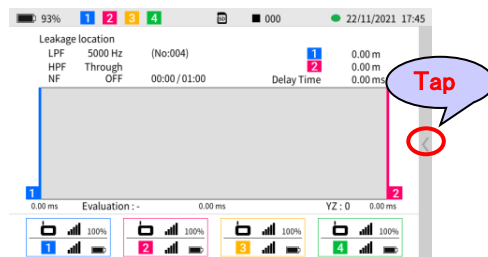 93% 1 2 3 4 SD 000 22/11/2021 17:45
Leakage location
LPF 5000 Hz (No:004) 1 0.00 m
HPF Through 2 0.00 m
NF OFF 00:00 / 01:00 Delay Time 0.00 ms
Tap
1 2
0.00 ms Evaluation : - 0.00 ms YZ : 0 0.00 ms
100% 100% 100% 100%
1 2 3 4